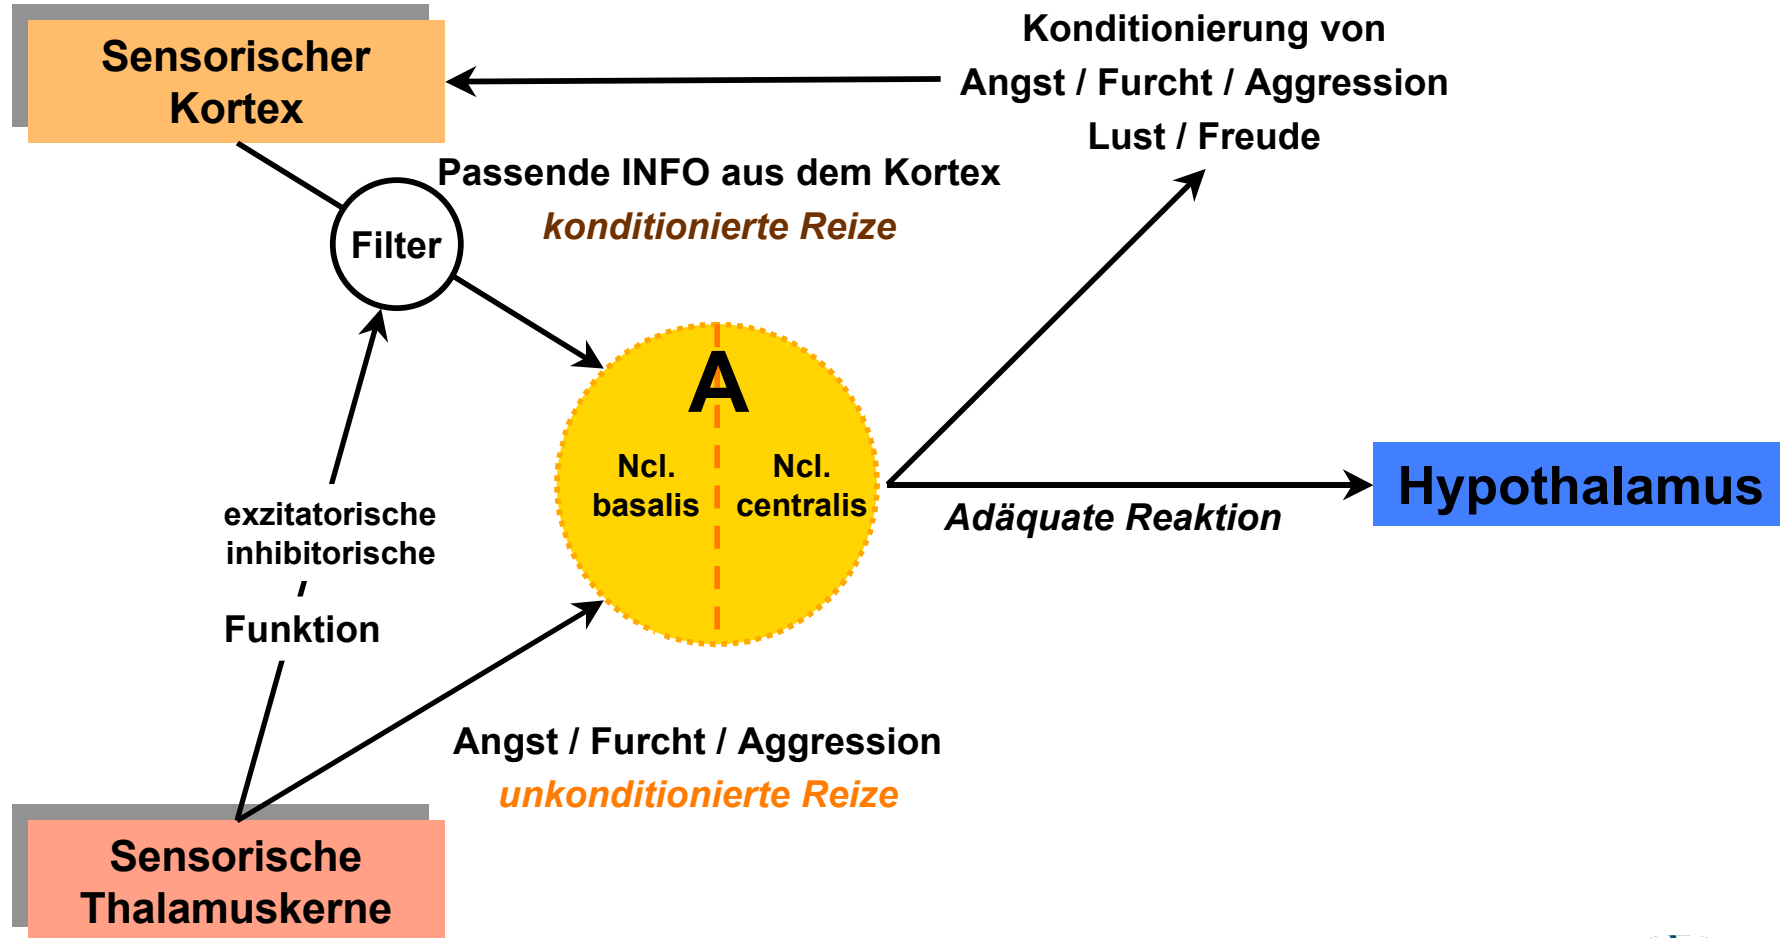 Sensorischer
Kortex
Konditionierung von
Angst / Furcht / Aggression
Lust / Freude
Passende INFO aus dem Kortex
konditionierte Reize
Filter
A
Ncl.
basalis
Ncl.
centralis
Hypothalamus
Adäquate Reaktion
exzitatorische
inhibitorische
Funktion
Angst / Furcht / Aggression
unkonditionierte Reize
Sensorische
Thalamuskerne